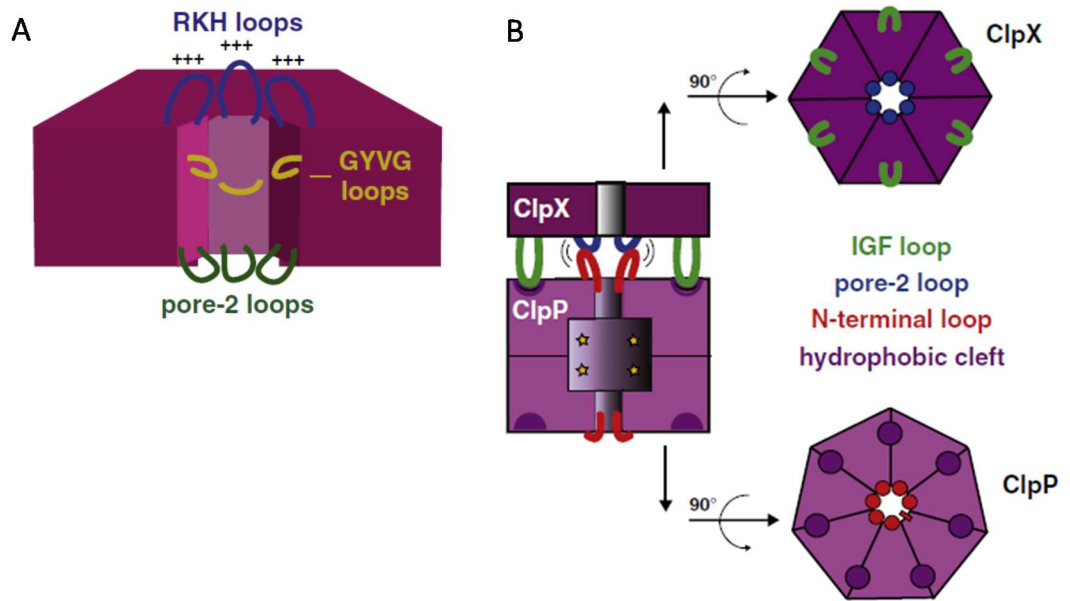 A
RKH loops
+++
+++
+++
GYVG
loops
pore-2 loops
B
ClpX
90°
ClpX
ClpP
IGF loop
pore-2 loop
N-terminal loop
hydrophobic cleft
90°
ClpP